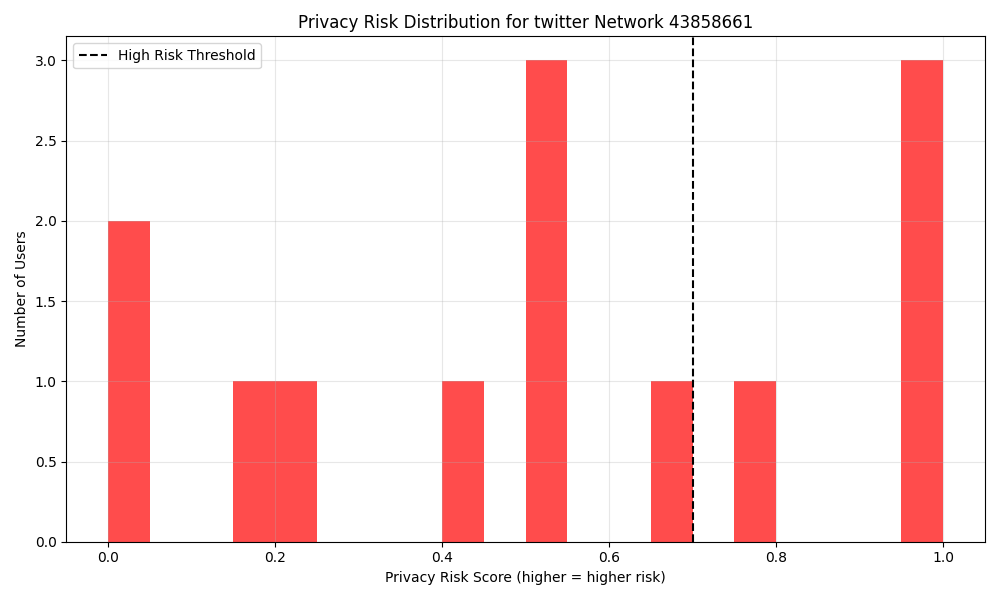 Privacy Risk Distribution for twitter Network 43858661
High Risk Threshold
3.0
2.5
2.0
1.5
1.0
0.5
0.0
Number of Users
0.0 0.2 0.4 0.6 0.8 1.0
Privacy Risk Score (higher = higher risk)